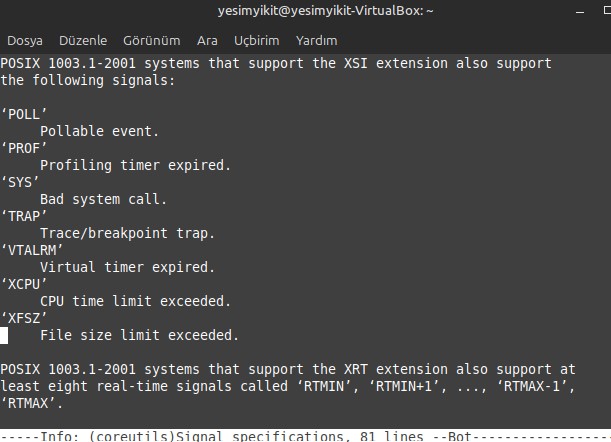 yesimyikit@yesimyikit-VirtualBox: ~
Dosya Düzenle Görünüm Ara Uçbirim Yardım
POSIX 1003.1-2001 systems that support the XSI extension also support
the following signals:
‘POLL’
Pollable event.
‘PROF’
Profiling timer expired.
‘SYS’
Bad system call.
‘TRAP’
Trace/breakpoint trap.
‘VTALRM’
Virtual timer expired.
‘XCPU’
CPU time limit exceeded.
‘XFSZ’
File size limit exceeded.
POSIX 1003.1-2001 systems that support the XRT extension also support at
least eight real-time signals called ‘RTMIN’, ‘RTMIN+1’, ..., ‘RTMAX-1’,
‘RTMAX’.
-----Info: (coreutils)Signal specifications, 81 lines --Bot-----------------